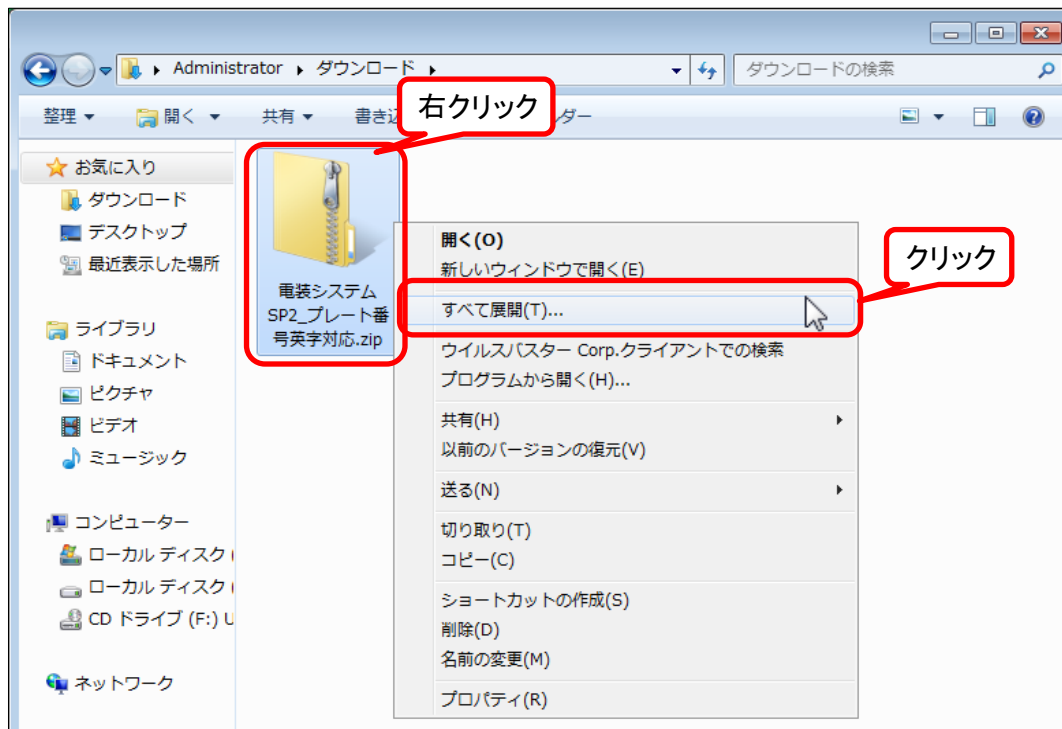 Administrator ダウンロード
ダウンロードの検索
整理 開く 共有 ルダー
右クリック
お気に入り
ダウンロード
デスクトップ
最近表示した場所
ライブラリ
ドキュメント
ピクチャ
ビデオ
ミュージック
コンピューター
ローカル ディスク (
ローカル ディスク (
CD ドライブ (F:) U
ネットワーク
電装システム
SP2_プレート番
号英字対応.zip
開く(O)
新しいウィンドウで開く(E)
すべて展開(T)...
クリック
ウイルスバスター Corp.クライアントでの検索
プログラムから開く(H)...
共有(H)
以前のバージョンの復元(V)
送る(N)
切り取り(T)
コピー(C)
ショートカットの作成(S)
削除(D)
名前の変更(M)
プロパティ(R)